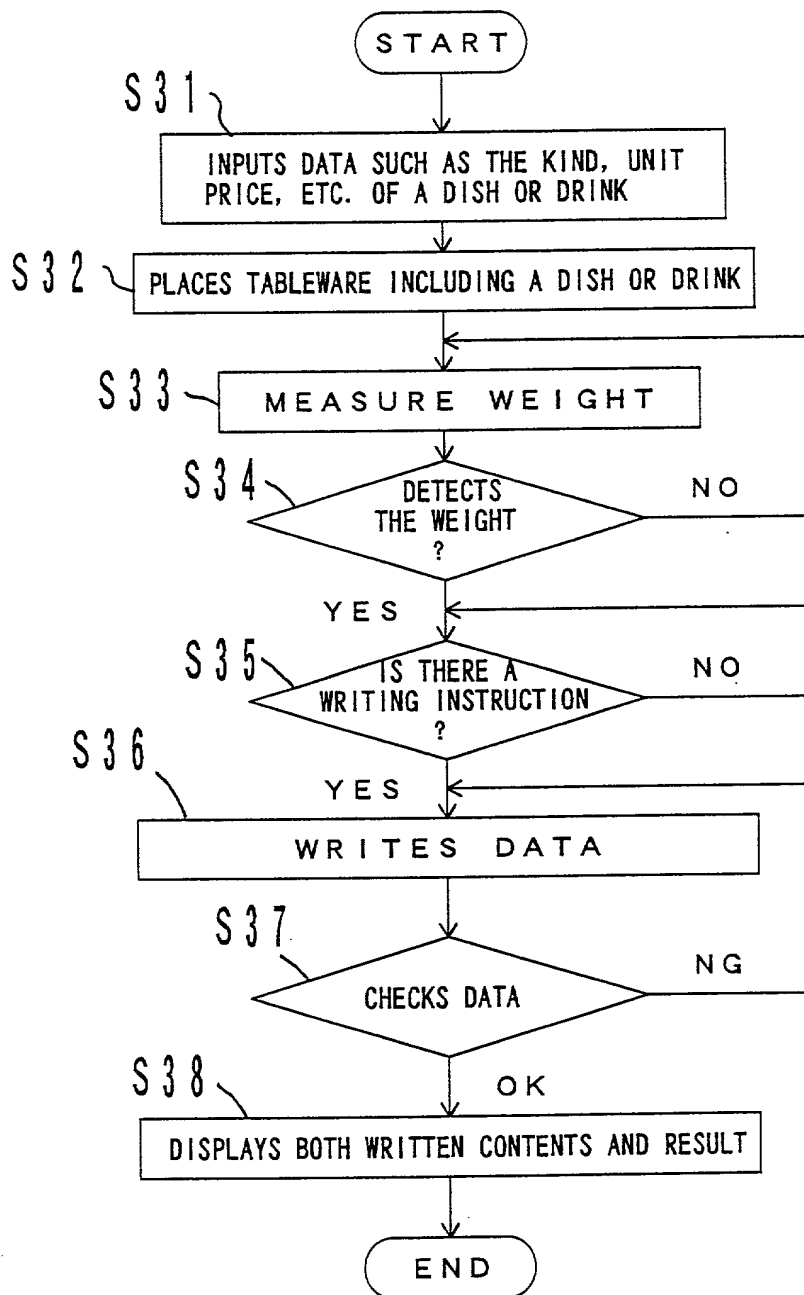 START
S31
INPUTS DATA SUCH AS THE KIND, UNIT
PRICE, ETC. OF A DISH OR DRINK
S32
PLACES TABLEWARE INCLUDING A DISH OR DRINK
S33
MEASURE WEIGHT
S34
DETECTS
THE WEIGHT
?
NO
YES
S35
IS THERE A
WRITING INSTRUCTION
?
NO
YES
S36
WRITES DATA
S37
CHECKS DATA
NG
OK
S38
DISPLAYS BOTH WRITTEN CONTENTS AND RESULT
END